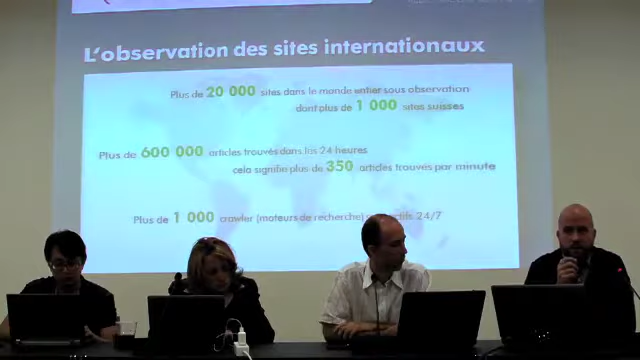 L'observation des sites internationaux
Plus de 20 000 sites dans le monde entier sous observation
dont plus de 1 000 sites suisses
Plus de 600 000 articles trouvés dans les 24 heures
cela signifie plus de 350 articles trouvés par minute
Plus de 1 000 crawler (moteurs de recherche) 24/7